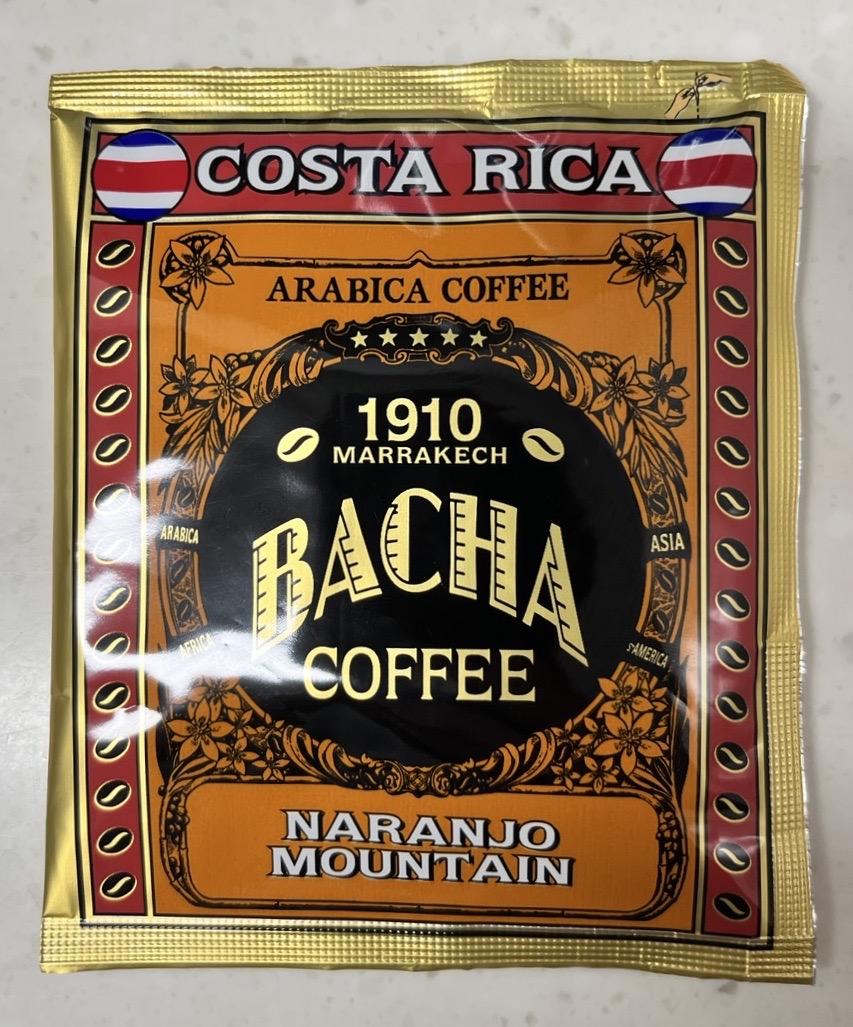 COSTA RICA
ARABICA COFFEE
1910
MARRAKECH
BACHA
COFFEE
ARABICA
ASIA
AFRICA
S.AMERICA
NARANJO
MOUNTAIN